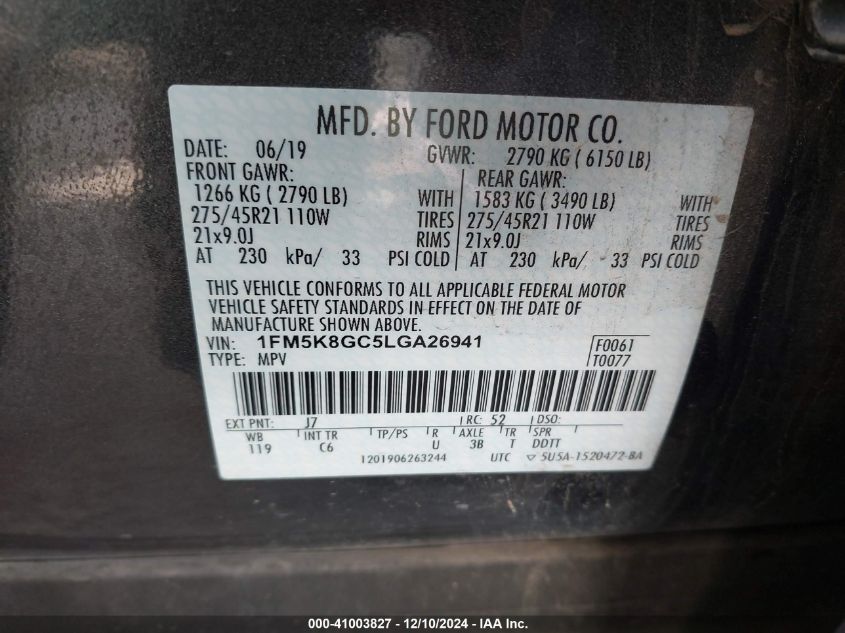 MFD. BY FORD MOTOR CO.
DATE: 06/19 GVWR: 2790 KG ( 6150 LB)
FRONT GAWR: REAR GAWR:
1266 KG ( 2790 LB) WITH 1583 KG ( 3490 LB) WITH
275/45R21 110W TIRES 275/45R21 110W TIRES
21x9.0J RIMS 21x9.0J RIMS
AT 230 kPa/ 33 PSI COLD AT 230 kPa/ 33 PSI COLD
THIS VEHICLE CONFORMS TO ALL APPLICABLE FEDERAL MOTOR
VEHICLE SAFETY STANDARDS IN EFFECT ON THE DATE OF
MANUFACTURE SHOWN ABOVE.
VIN: 1FM5K8GC5LGA26941 F0061
TYPE: MPV T0077
EXT PNT: J7 RC: 52 DSO:
WB INT TR TP/PS R AXLE TR SPR
119 C6 U 3B T DDTT
1201906263244 UTC ▽ 5U5A-1520472-BA
000-41003827 - 12/10/2024 - IAA Inc.